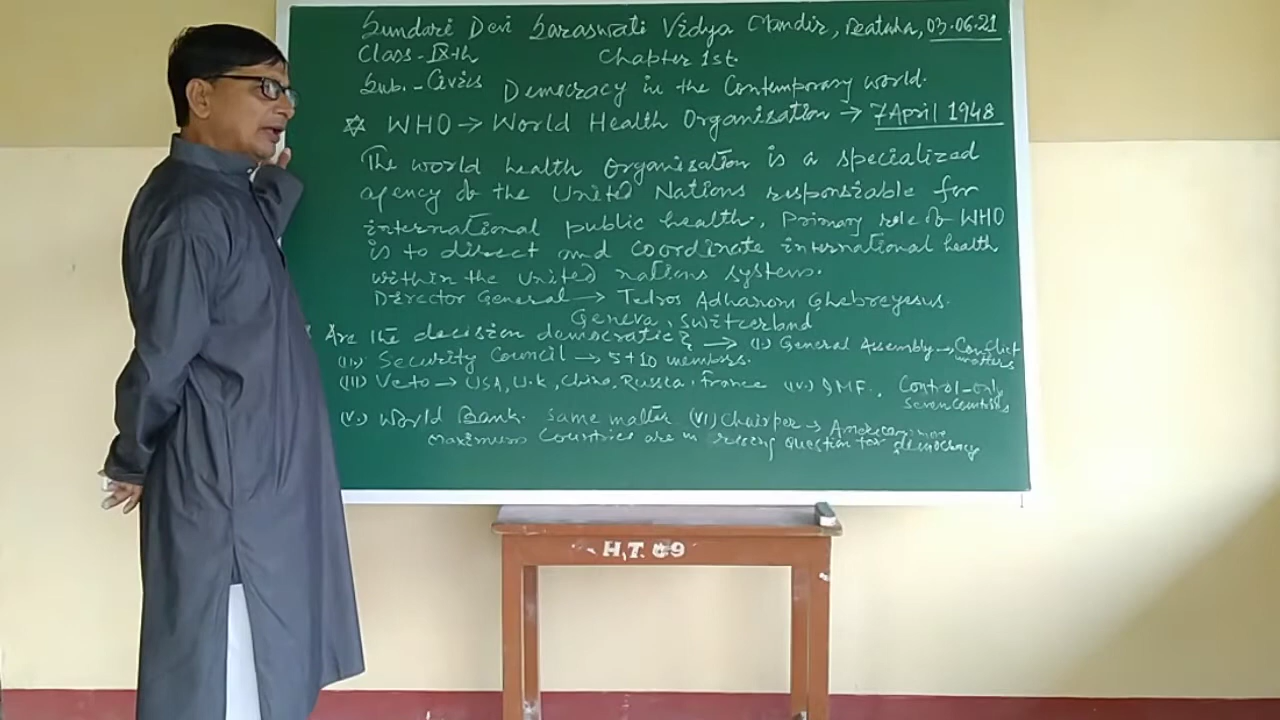 Sundari Devi Saraswati Vidya Mandir, Beatuha, 03.06.21
Class-IXth Chapter 1st.
Sub. - Civics Democracy in the Contemporary world.
WHO → World Health Organisation → 7 April 1948
The world health Organisation is a specialized
agency of the United Nations responsiable for
international public health. Primary role of WHO
is to direct and coordinate international health
within the United nations systems.
Director General → Tedros Adhanom Ghebreyesus.
Geneva, Switzerland
Are the decision democratic? → (i.) General Assembly → Conflict matters
(ii) Security Council → 5+10 members.
(iii) Veto → USA, U.K, China, Russia, France (iv.) IMF. Control-only seven Countries
(v.) World Bank. same matter (vi) Chairper → American
maximum Countries are in question for democracy
H.T. 09